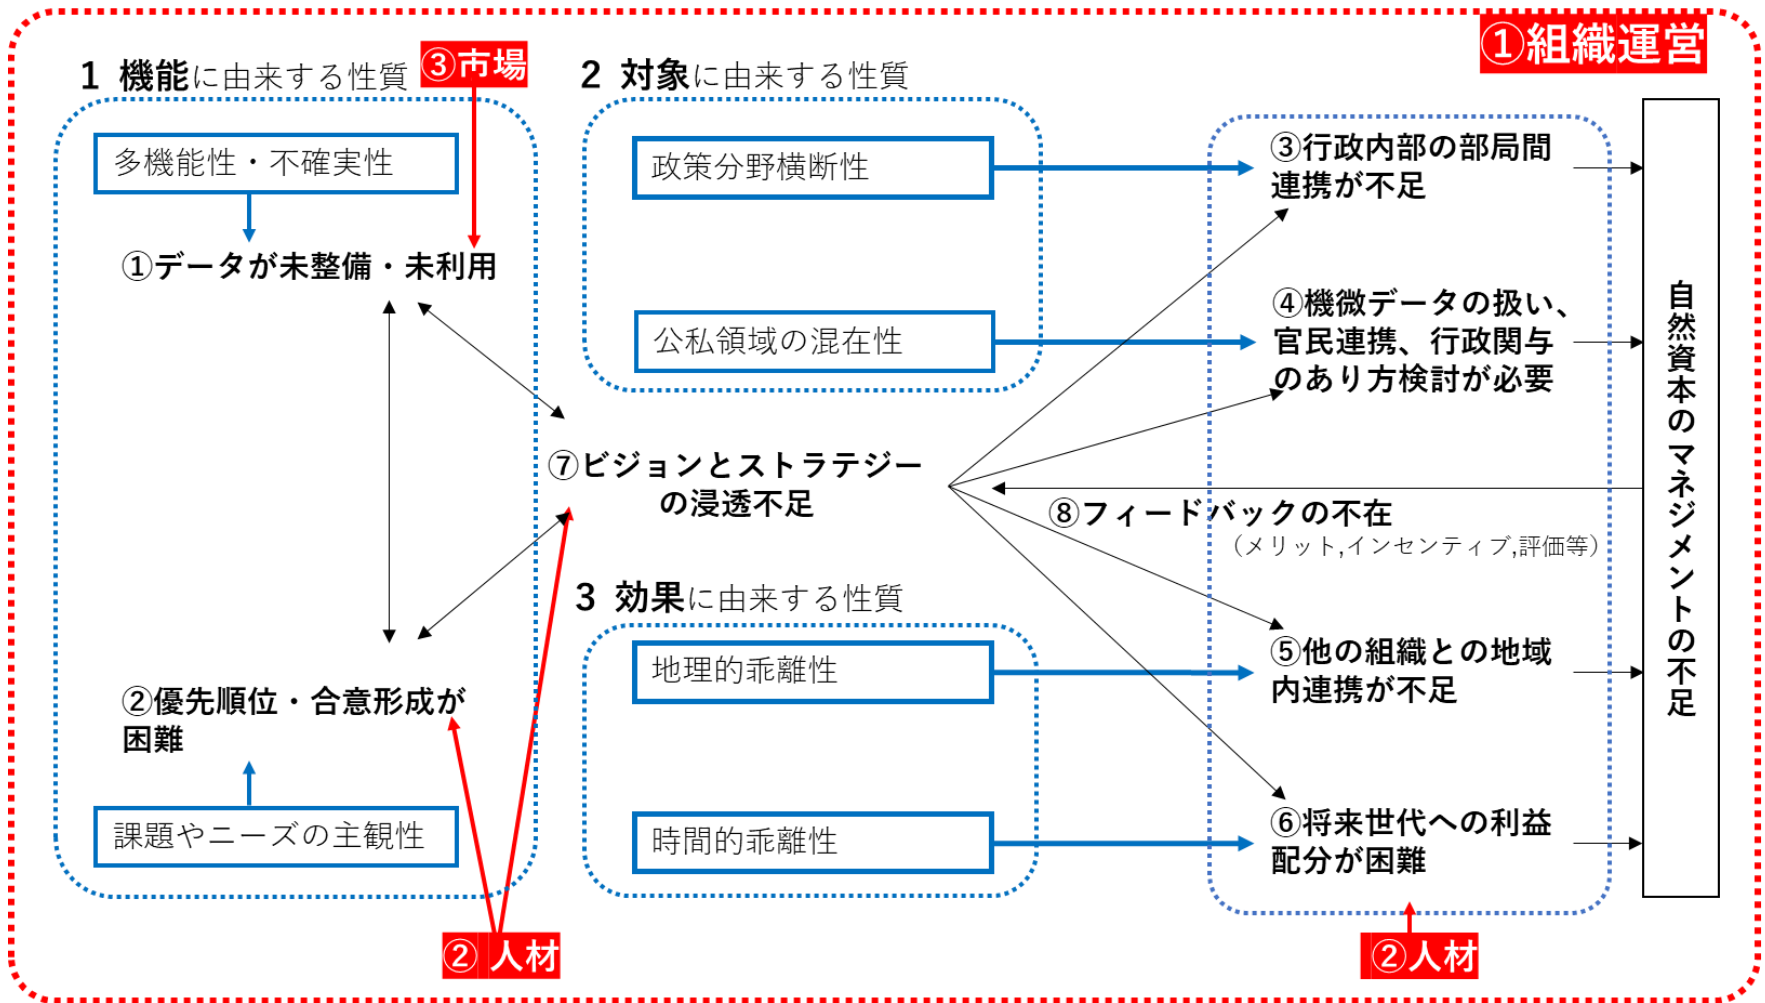 ①組織運営
1 機能に由来する性質
③市場
多機能性・不確実性
①データが未整備・未利用
②優先順位・合意形成が
困難
課題やニーズの主観性
② 人材
2 対象に由来する性質
政策分野横断性
公私領域の混在性
⑦ビジョンとストラテジー
の浸透不足
3 効果に由来する性質
地理的乖離性
時間的乖離性
③行政内部の部局間
連携が不足
④機微データの扱い、
官民連携、行政関与
のあり方検討が必要
⑧フィードバックの不在
（メリット,インセンティブ,評価等）
⑤他の組織との地域
内連携が不足
⑥将来世代への利益
配分が困難
②人材
自然資本のマネジメントの不足